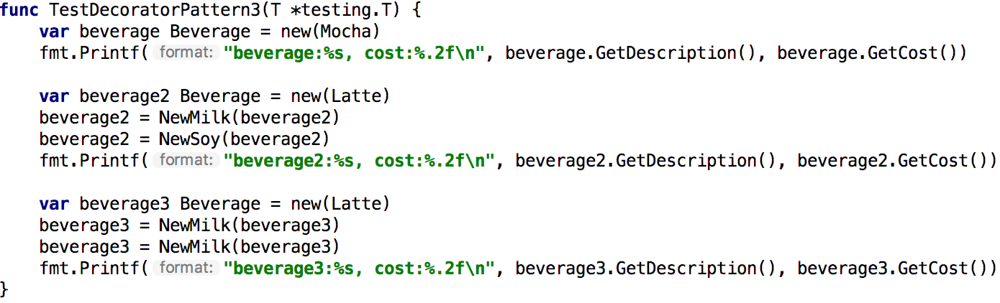 func TestDecoratorPattern3(T *testing.T) {
    var beverage Beverage = new(Mocha)
    fmt.Printf( format: "beverage:%s, cost:%.2f\n", beverage.GetDescription(), beverage.GetCost())

    var beverage2 Beverage = new(Latte)
    beverage2 = NewMilk(beverage2)
    beverage2 = NewSoy(beverage2)
    fmt.Printf( format: "beverage2:%s, cost:%.2f\n", beverage2.GetDescription(), beverage2.GetCost())

    var beverage3 Beverage = new(Latte)
    beverage3 = NewMilk(beverage3)
    beverage3 = NewMilk(beverage3)
    fmt.Printf( format: "beverage3:%s, cost:%.2f\n", beverage3.GetDescription(), beverage3.GetCost())
}